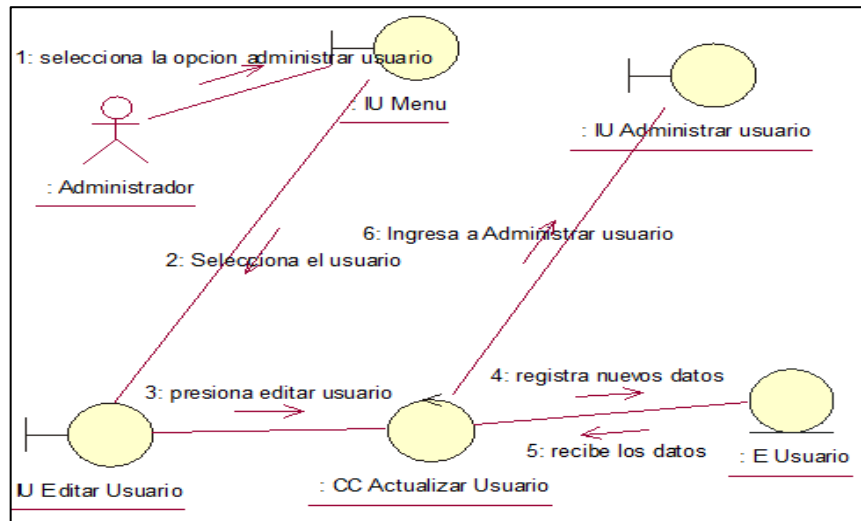 1: selecciona la opcion administrar usuario
: IU Menu
: IU Administrar usuario
: Administrador
6: Ingresa a Administrar usuario
2: Selecciona el usuario
3: presiona editar usuario
4: registra nuevos datos
5: recibe los datos
: E Usuario
IU Editar Usuario
: CC Actualizar Usuario